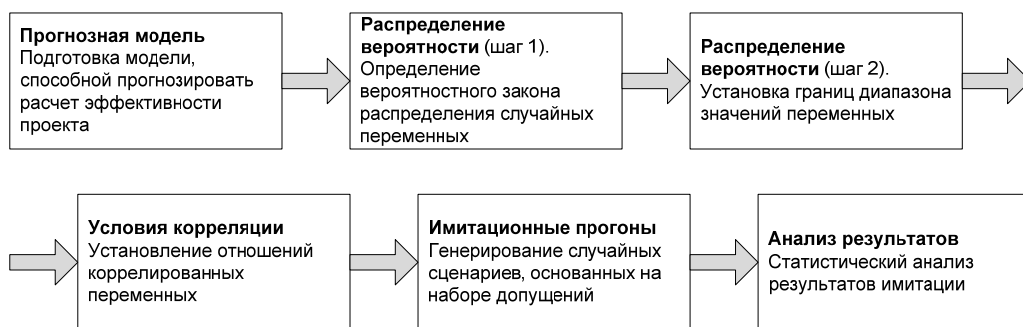 Прогнозная модель
Подготовка модели,
способной прогнозировать
расчет эффективности
проекта
Распределение
вероятности (шаг 1).
Определение
вероятностного закона
распределения случайных
переменных
Распределение
вероятности (шаг 2).
Установка границ диапазона
значений переменных
Условия корреляции
Установление отношений
коррелированных
переменных
Имитационные прогоны
Генерирование случайных
сценариев, основанных на
наборе допущений
Анализ результатов
Статистический анализ
результатов имитации